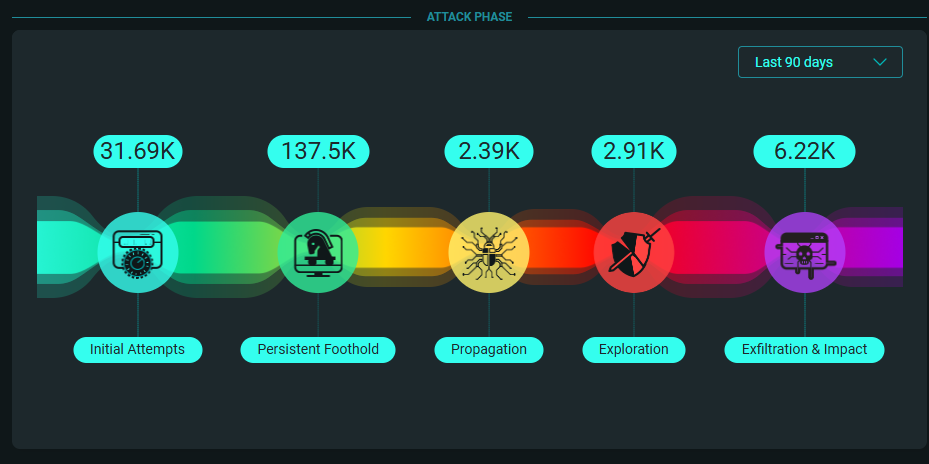 ATTACK PHASE
Last 90 days
31.69K
137.5K
2.39K
2.91K
6.22K
Initial Attempts
Persistent Foothold
Propagation
Exploration
Exfiltration & Impact